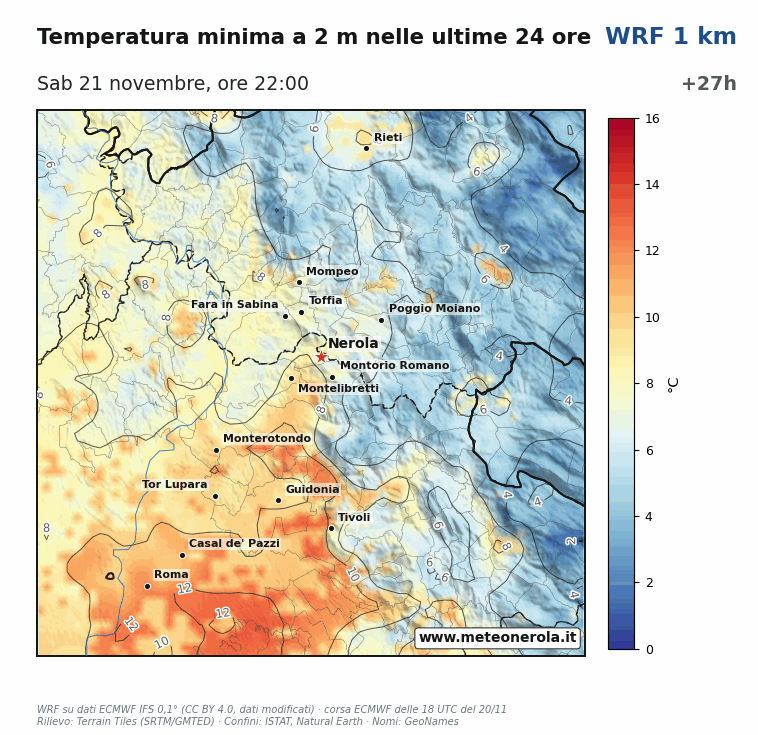 Temperatura minima a 2 m nelle ultime 24 ore WRF 1 km
Sab 21 novembre, ore 22:00 +27h
Rieti
Mompeo
Toffia
Fara in Sabina
Poggio Moiano
Nerola
Montorio Romano
Montelibretti
Monterotondo
Tor Lupara
Guidonia
Tivoli
Casal de' Pazzi
Roma
www.meteonerola.it
16
14
12
10
8
6
4
2
0
°C
WRF su dati ECMWF IFS 0,1° (CC BY 4.0, dati modificati) · corsa ECMWF delle 18 UTC del 20/11
Rilievo: Terrain Tiles (SRTM/GMTED) · Confini: ISTAT, Natural Earth · Nomi: GeoNames